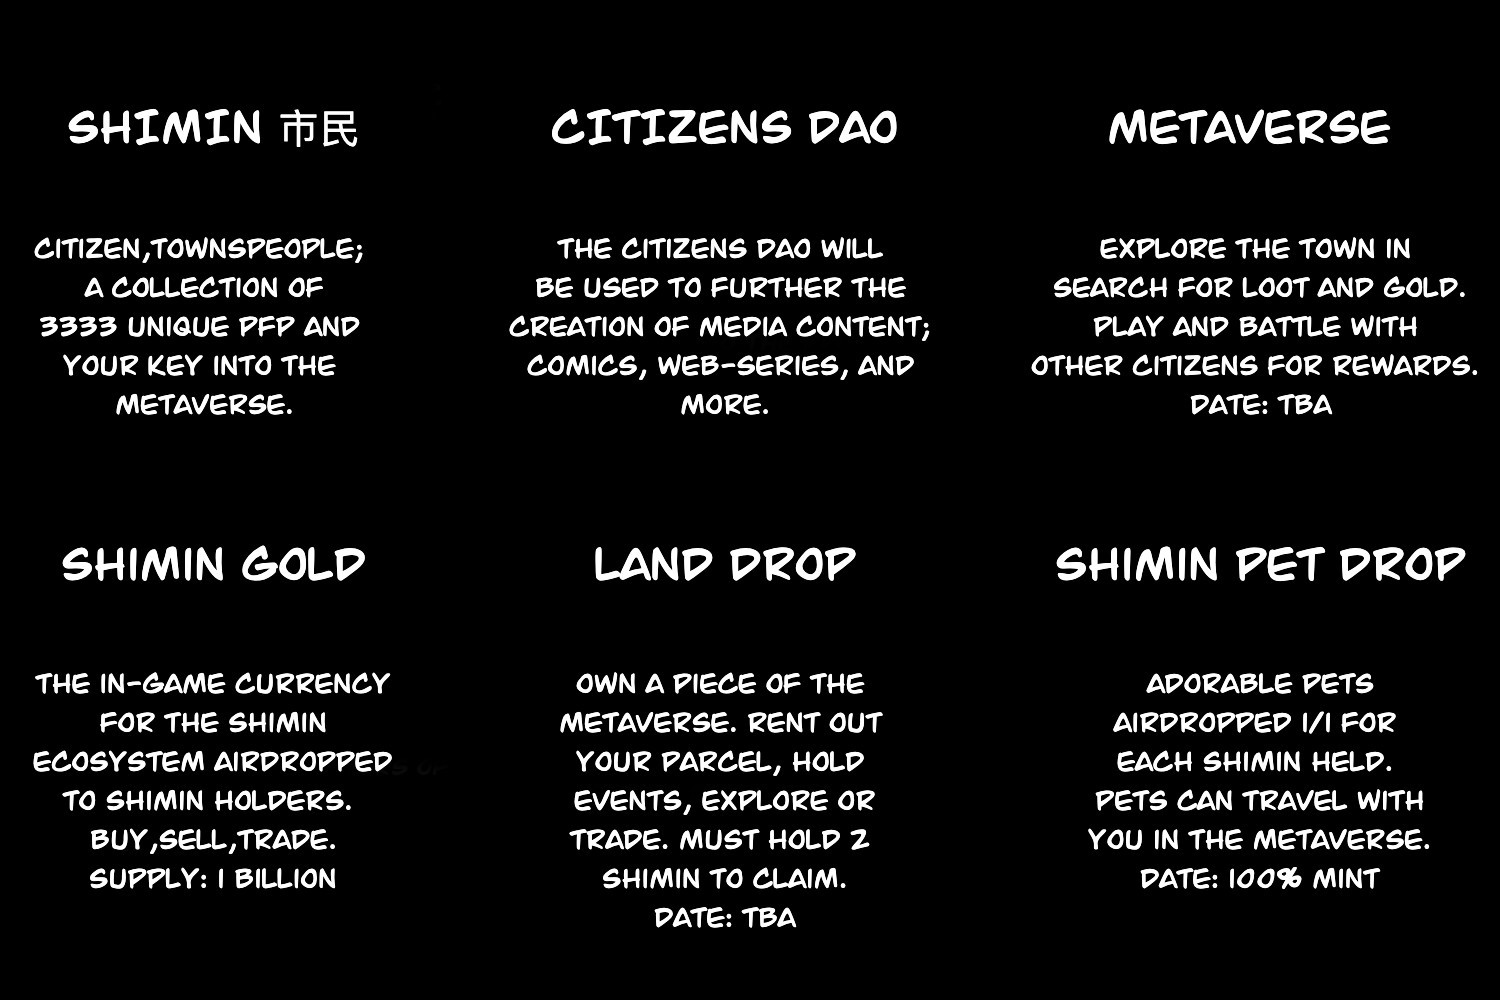 SHIMIN 市民
CITIZEN,TOWNSPEOPLE;
A COLLECTION OF
3333 UNIQUE PFP AND
YOUR KEY INTO THE
METAVERSE.
CITIZENS DAO
THE CITIZENS DAO WILL
BE USED TO FURTHER THE
CREATION OF MEDIA CONTENT;
COMICS, WEB-SERIES, AND
MORE.
METAVERSE
EXPLORE THE TOWN IN
SEARCH FOR LOOT AND GOLD.
PLAY AND BATTLE WITH
OTHER CITIZENS FOR REWARDS.
DATE: TBA
SHIMIN GOLD
THE IN-GAME CURRENCY
FOR THE SHIMIN
ECOSYSTEM AIRDROPPED
TO SHIMIN HOLDERS.
BUY,SELL,TRADE.
SUPPLY: 1 BILLION
LAND DROP
OWN A PIECE OF THE
METAVERSE. RENT OUT
YOUR PARCEL, HOLD
EVENTS, EXPLORE OR
TRADE. MUST HOLD 2
SHIMIN TO CLAIM.
DATE: TBA
SHIMIN PET DROP
ADORABLE PETS
AIRDROPPED 1/1 FOR
EACH SHIMIN HELD.
PETS CAN TRAVEL WITH
YOU IN THE METAVERSE.
DATE: 100% MINT